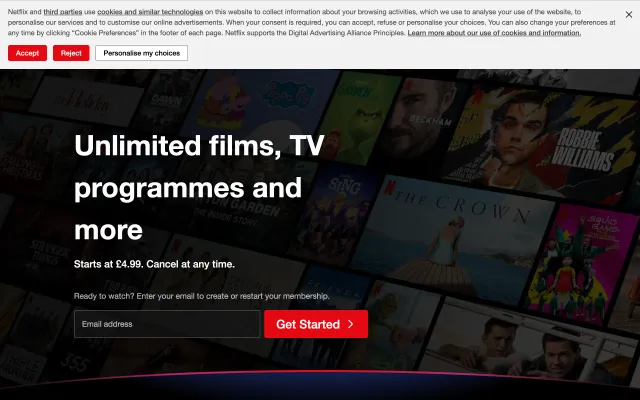 Netflix and third parties use cookies and similar technologies on this website to collect information about your browsing activities, which we use to analyse your use of the website, to
personalise our services and to customise our online advertisements. When your consent is required, you can accept, refuse or personalise your choices. You can also change your preferences at
any time by clicking “Cookie Preferences” in the footer of each page. Netflix supports the Digital Advertising Alliance Principles. Learn more about our use of cookies and information.
Accept
Reject
Personalise my choices
DAWN
BECKHAM
ROBBIE
WILLIAMS
Unlimited films, TV
programmes and
more
SING
THE CROWN
Starts at £4.99. Cancel at any time.
Ready to watch? Enter your email to create or restart your membership.
Email address
Get Started
355